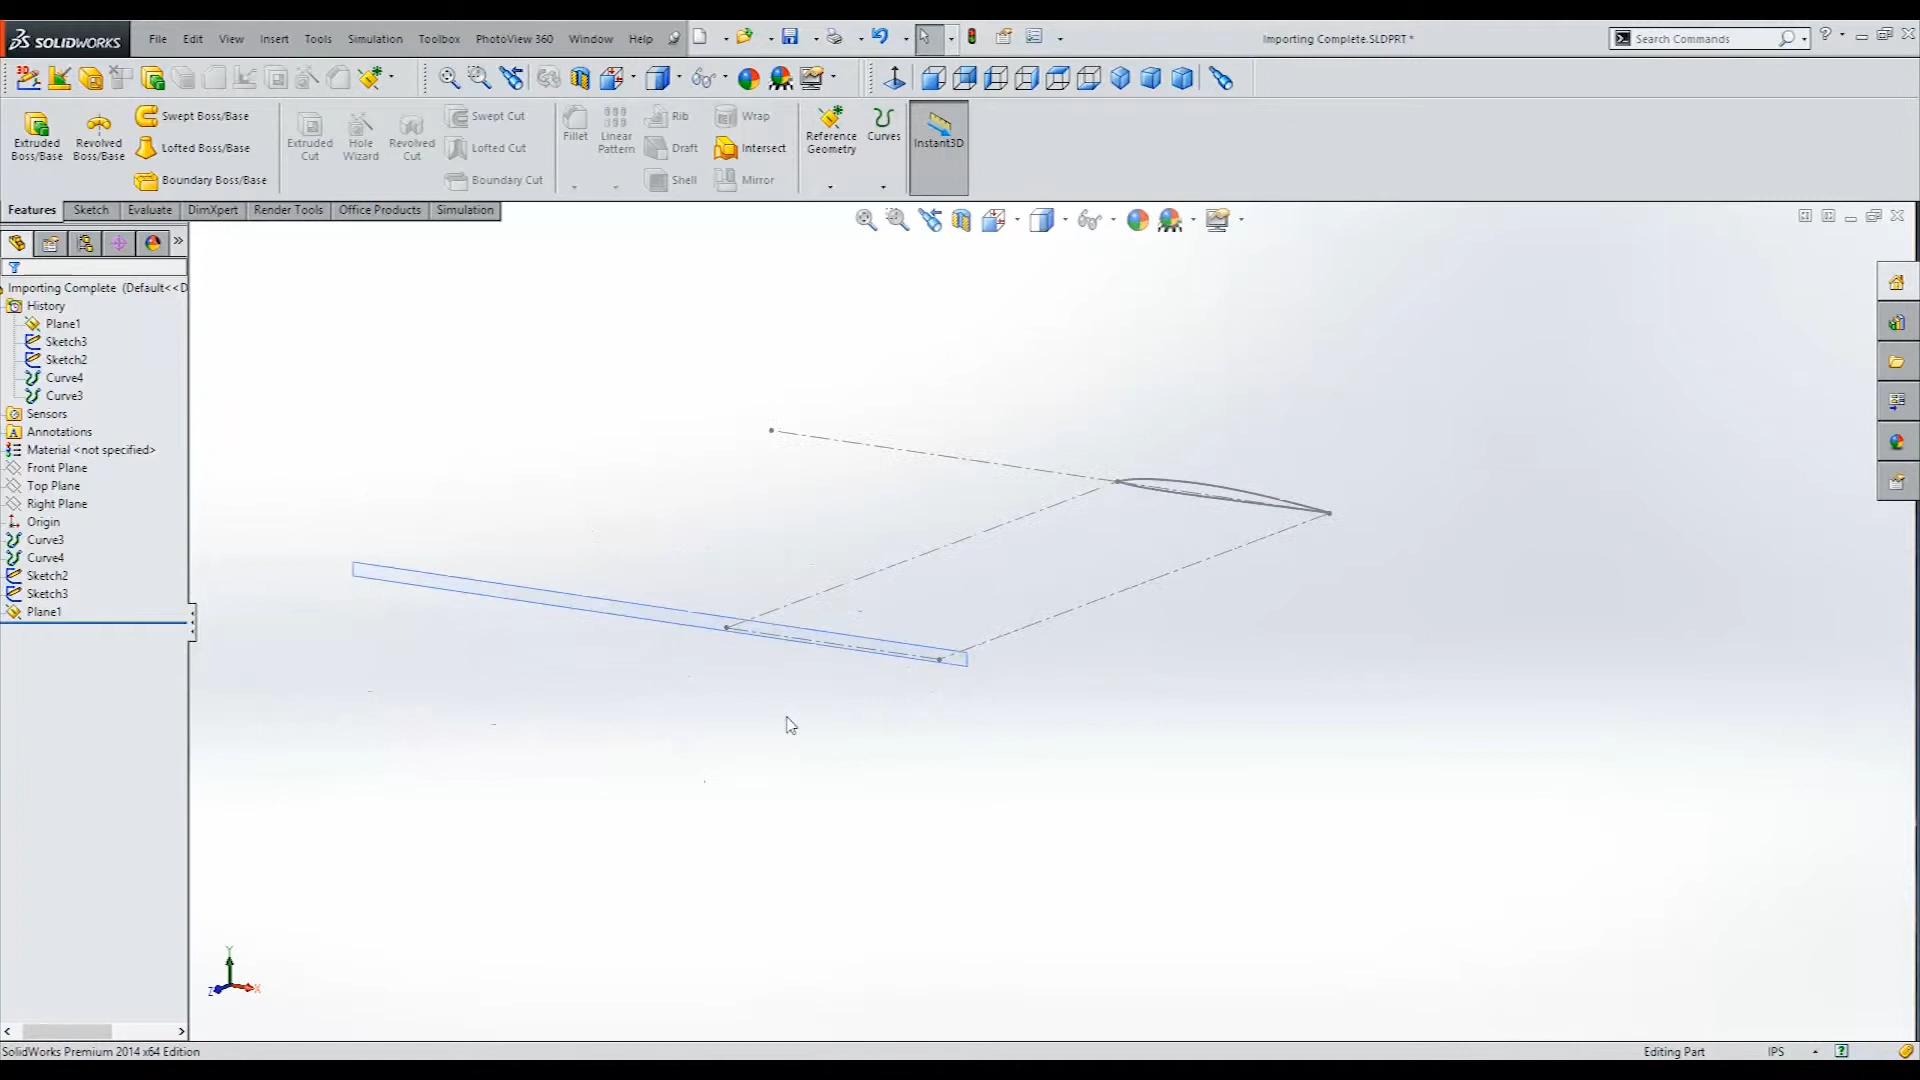 SOLIDWORKS File Edit View Insert Tools Simulation Toolbox PhotoView 360 Window Help Importing Complete.SLDPRT * Search Commands
Extruded Boss/Base
Revolved Boss/Base
Swept Boss/Base
Lofted Boss/Base
Boundary Boss/Base
Extruded Cut
Hole Wizard
Revolved Cut
Swept Cut
Lofted Cut
Boundary Cut
Fillet
Linear Pattern
Rib
Draft
Shell
Wrap
Intersect
Mirror
Reference Geometry
Curves
Instant3D
Features Sketch Evaluate DimXpert Render Tools Office Products Simulation
Importing Complete (Default<<D
History
Plane1
Sketch3
Sketch2
Curve4
Curve3
Sensors
Annotations
Material <not specified>
Front Plane
Top Plane
Right Plane
Origin
Curve3
Curve4
Sketch2
Sketch3
Plane1
Y
Z X
SolidWorks Premium 2014 x64 Edition Editing Part IPS